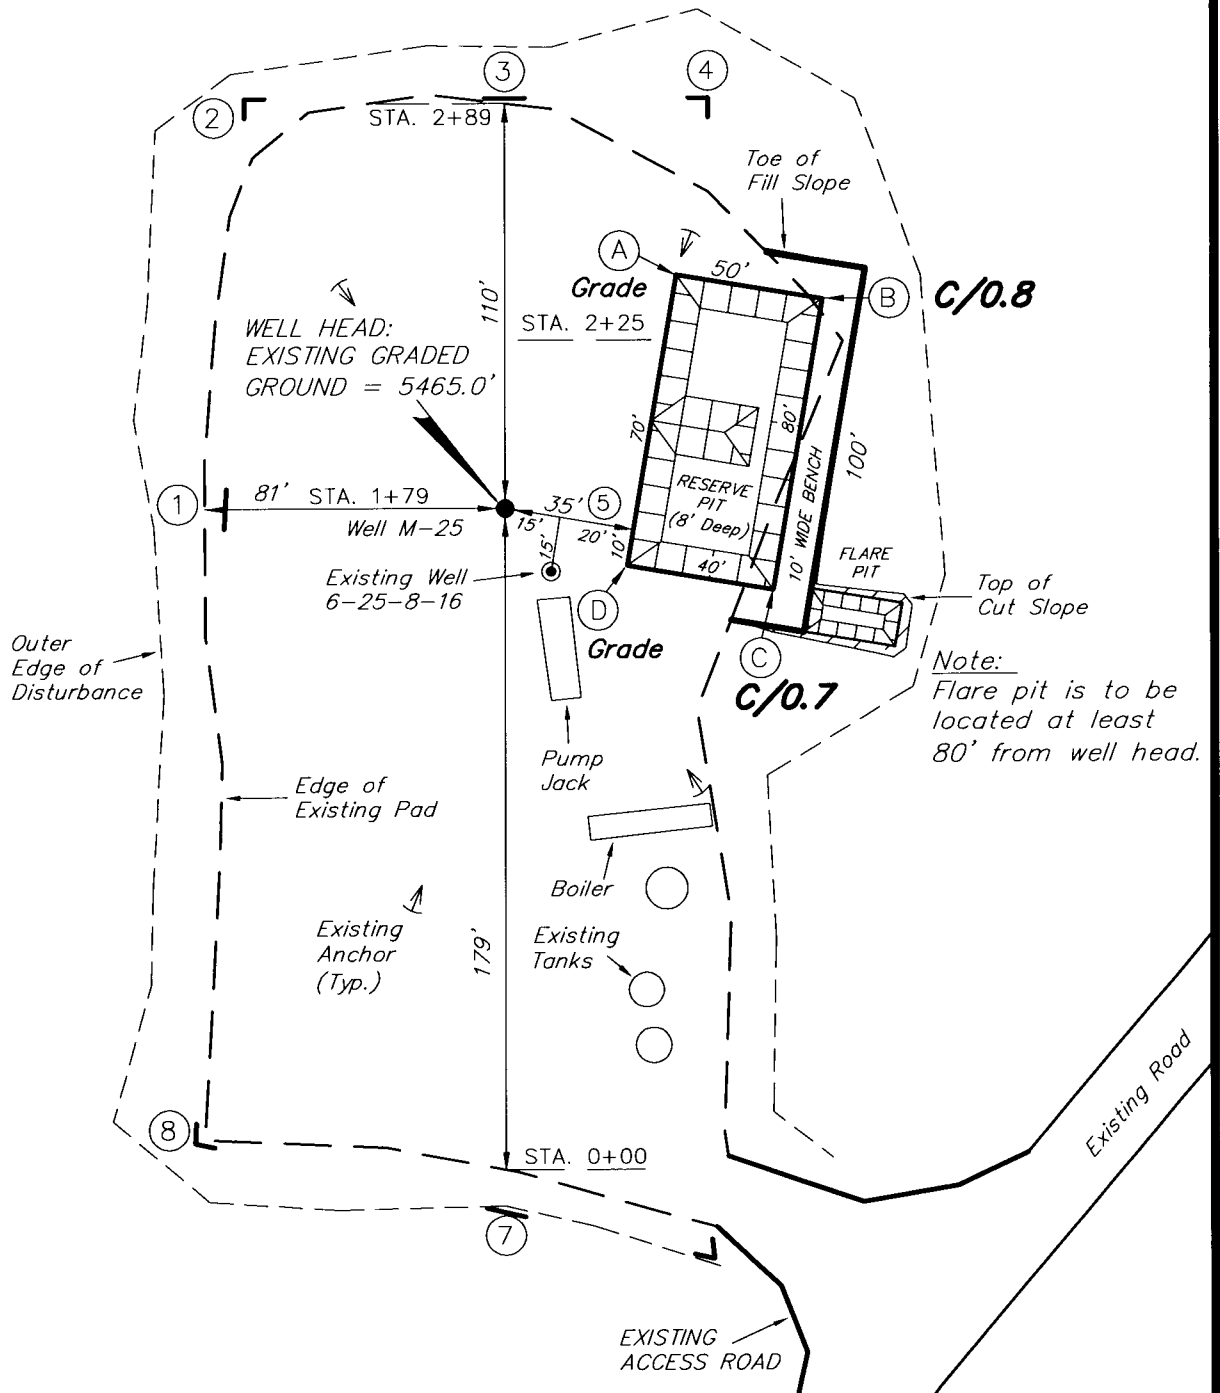 3
4
2
STA. 2+89
Toe of
Fill Slope
A
50'
Grade
B
C/0.8
110'
STA. 2+25
WELL HEAD:
EXISTING GRADED
GROUND = 5465.0'
70'
80'
100'
RESERVE
PIT
(8' Deep)
10' WIDE BENCH
1
81'
STA. 1+79
Well M-25
35'
5
15'
20'
10'
15'
40'
FLARE
PIT
Existing Well
6-25-8-16
D
Grade
Top of
Cut Slope
C
C/0.7
Outer
Edge of
Disturbance
Note:
Flare pit is to be
located at least
80' from well head.
Pump
Jack
Edge of
Existing Pad
Boiler
Existing
Anchor
(Typ.)
179'
Existing
Tanks
Existing Road
8
STA. 0+00
7
EXISTING
ACCESS ROAD